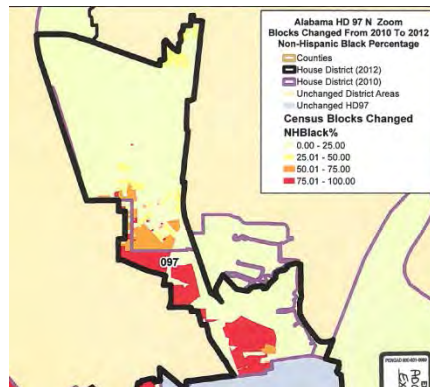 Alabama HD 97 N Zoom
Blocks Changed From 2010 To 2012
Non-Hispanic Black Percentage
Counties
House District (2012)
House District (2010)
Unchanged District Areas
Unchanged HD97
Census Blocks Changed
NHBlack%
0.00 - 25.00
25.01 - 50.00
50.01 - 75.00
75.01 - 100.00
097